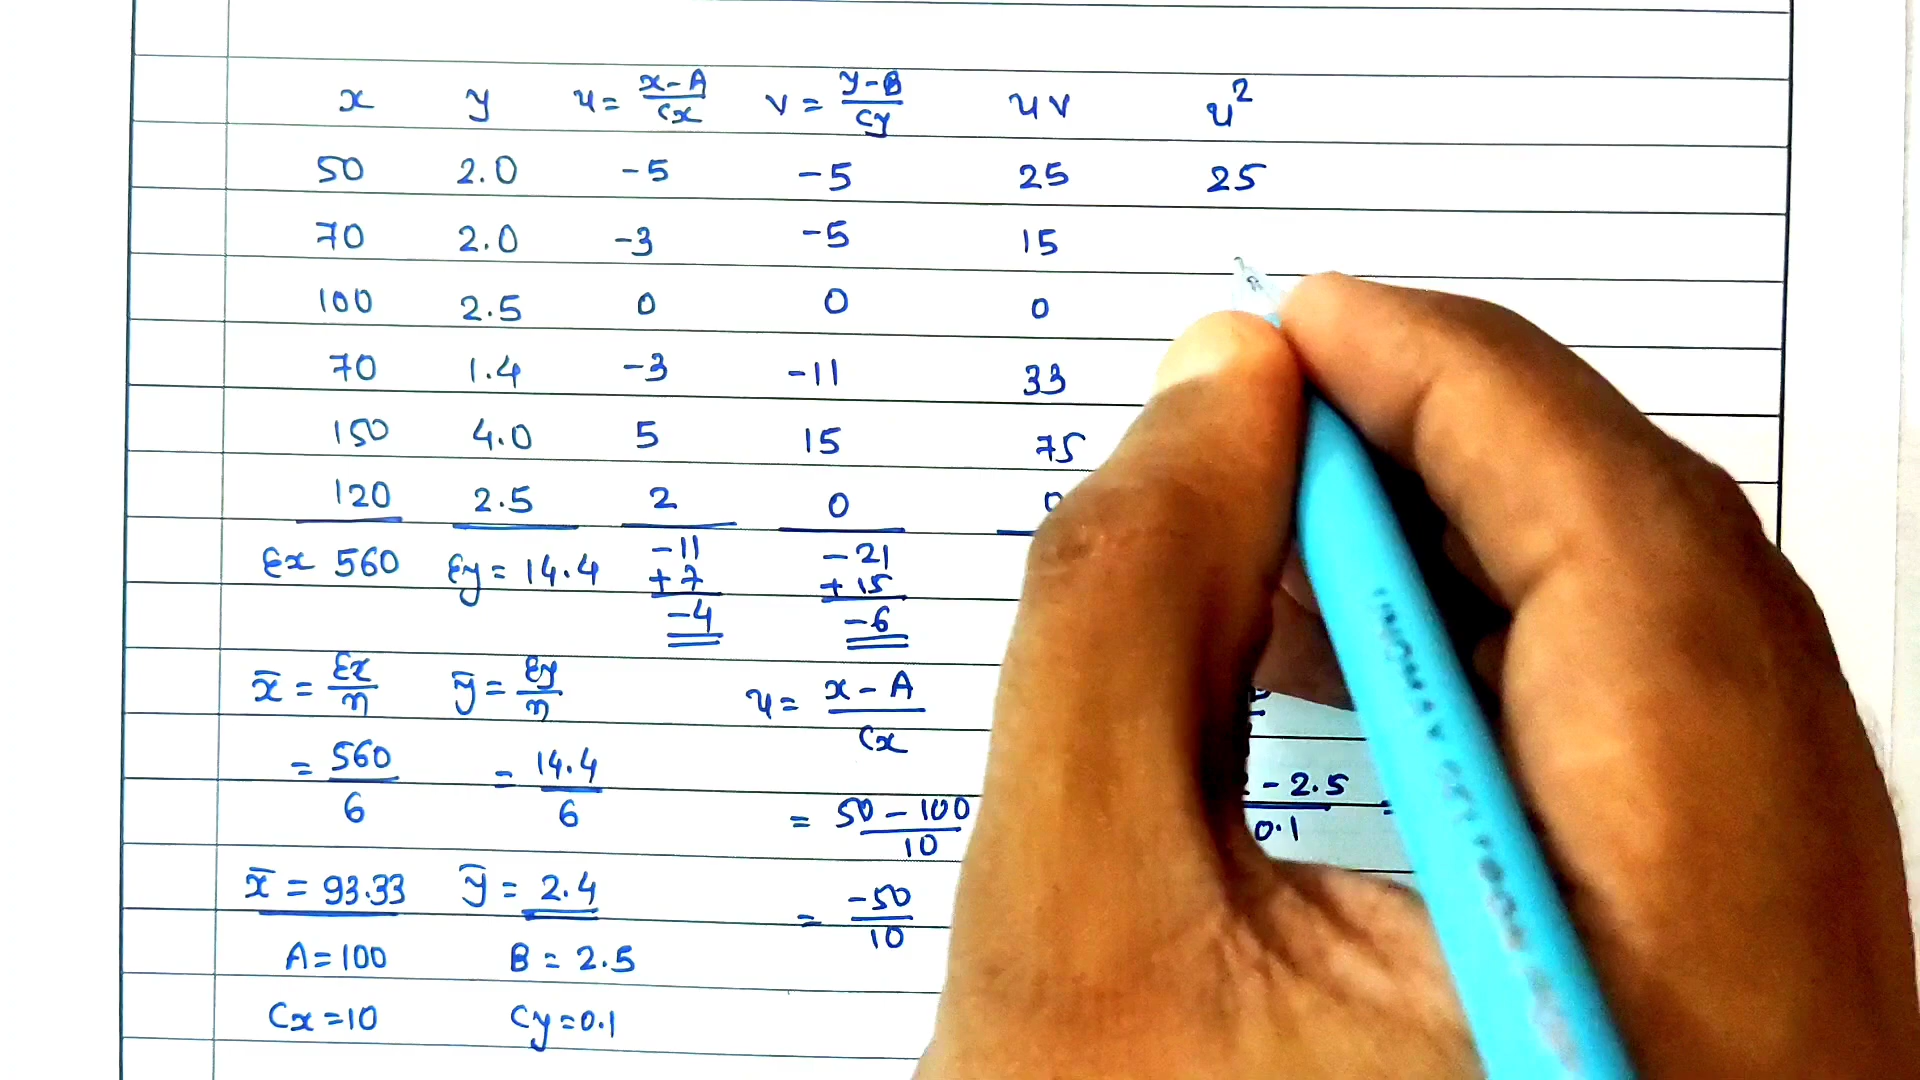 x y u = x-A/Cx v = y-B/Cy uv u²
50 2.0 -5 -5 25 25
70 2.0 -3 -5 15
100 2.5 0 0 0
70 1.4 -3 -11 33
150 4.0 5 15 75
120 2.5 2 0 0
Σx 560 Σy = 14.4 -11 -21
+7 +15
-4 -6
x̄ = Σx/n ȳ = Σy/n u = x - A/Cx
= 560/6 = 14.4/6 = 50 - 100/10 - 2.5/0.1
x̄ = 93.33 ȳ = 2.4 = -50/10
A = 100 B = 2.5
Cx = 10 Cy = 0.1